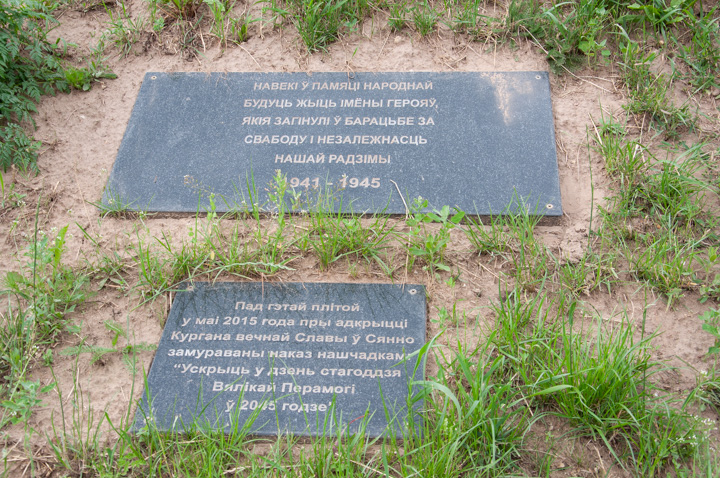 НАВЕКІ Ў ПАМЯЦІ НАРОДНАЙ
БУДУЦЬ ЖЫЦЬ ІМЁНЫ ГЕРОЯЎ,
ЯКІЯ ЗАГІНУЛІ Ў БАРАЦЬБЕ ЗА
СВАБОДУ І НЕЗАЛЕЖНАСЦЬ
НАШАЙ РАДЗІМЫ
1941 - 1945
Пад гэтай плітой
у маі 2015 года пры адкрыцці
Кургана вечнай Славы ў Сянно
замураваны наказ нашчадкам:
"Ускрыць у дзень стагоддзя
Вялікай Перамогі
ў 2045 годзе"